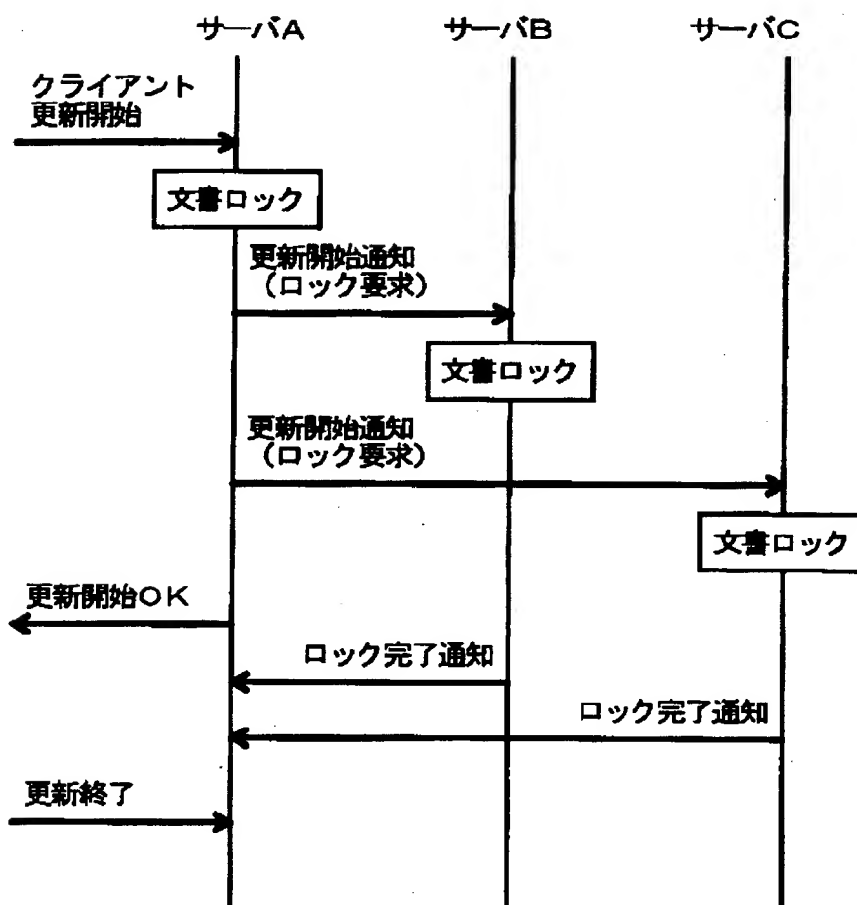 サーバA
サーバB
サーバC
クライアント
更新開始
文書ロック
更新開始通知
（ロック要求）
文書ロック
更新開始通知
（ロック要求）
文書ロック
更新開始OK
ロック完了通知
ロック完了通知
更新終了